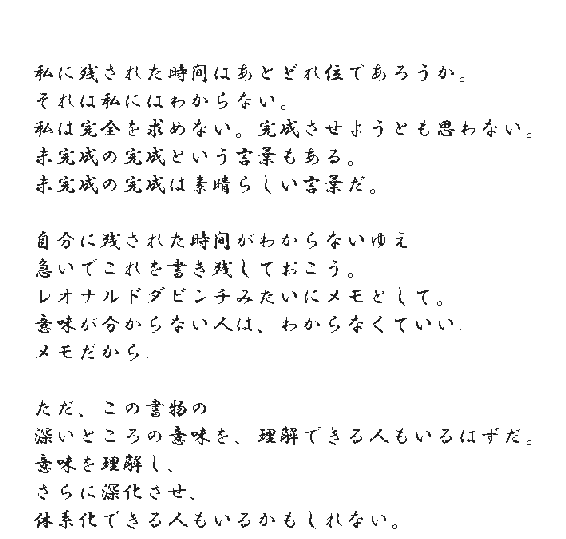 私に残された時間はあとどれ位であろうか。
それは私にはわからない。
私は完全を求めない。完成させようとも思わない。
未完成の完成という言葉もある。
未完成の完成は素晴らしい言葉だ。
自分に残された時間がわからないゆえ
急いでこれを書き残しておこう。
レオナルドダビンチみたいにメモとして。
意味が分からない人は、わからなくていい.
メモだから.
ただ、この書物の
深いところの意味を、理解できる人もいるはずだ。
意味を理解し、
さらに深化させ、
体系化できる人もいるかもしれない。